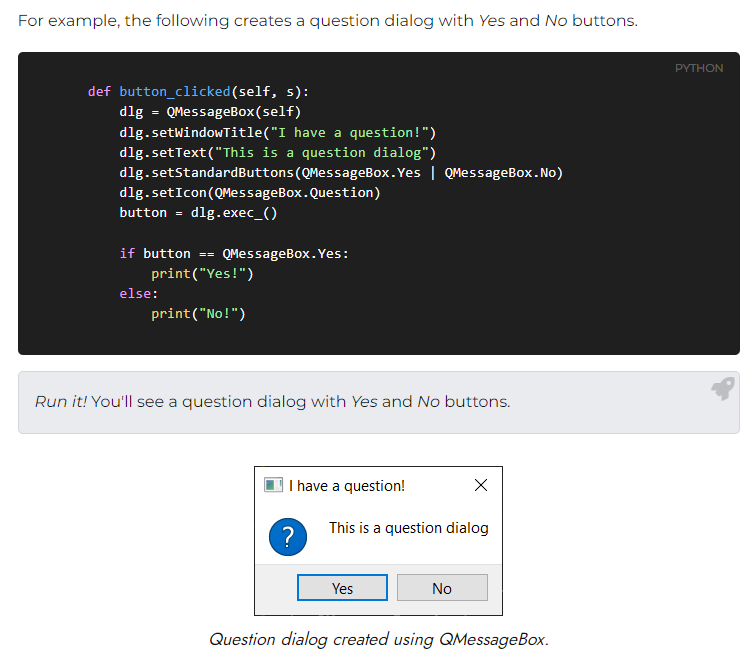 For example, the following creates a question dialog with Yes and No buttons.
PYTHON
def button_clicked(self, s):
    dlg = QMessageBox(self)
    dlg.setWindowTitle("I have a question!")
    dlg.setText("This is a question dialog")
    dlg.setStandardButtons(QMessageBox.Yes | QMessageBox.No)
    dlg.setIcon(QMessageBox.Question)
    button = dlg.exec_()
    if button == QMessageBox.Yes:
        print("Yes!")
    else:
        print("No!")
Run it! You'll see a question dialog with Yes and No buttons.
I have a question!
?
This is a question dialog
Yes No
Question dialog created using QMessageBox.